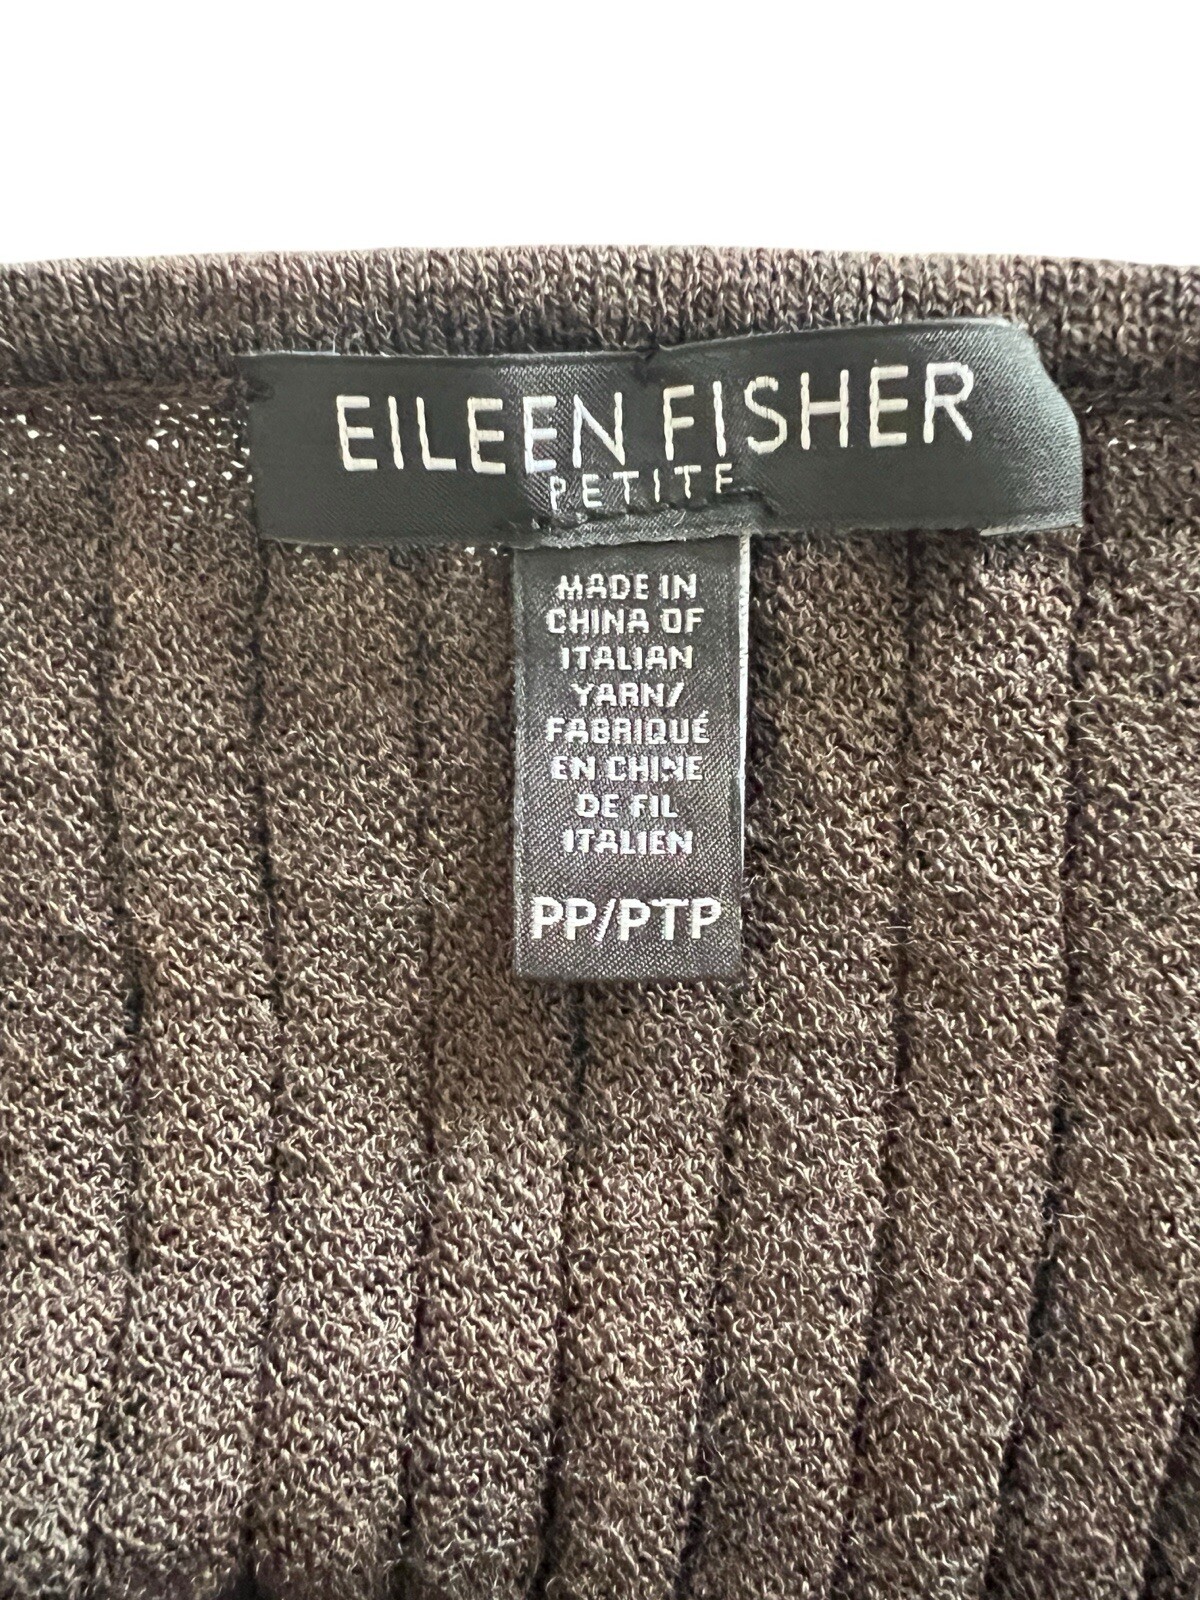 EILEEN FISHER
PETITE
MADE IN
CHINA OF
ITALIAN
YARN/
FABRIQUÉ
EN CHINE
DE FIL
ITALIEN
PP/PTP